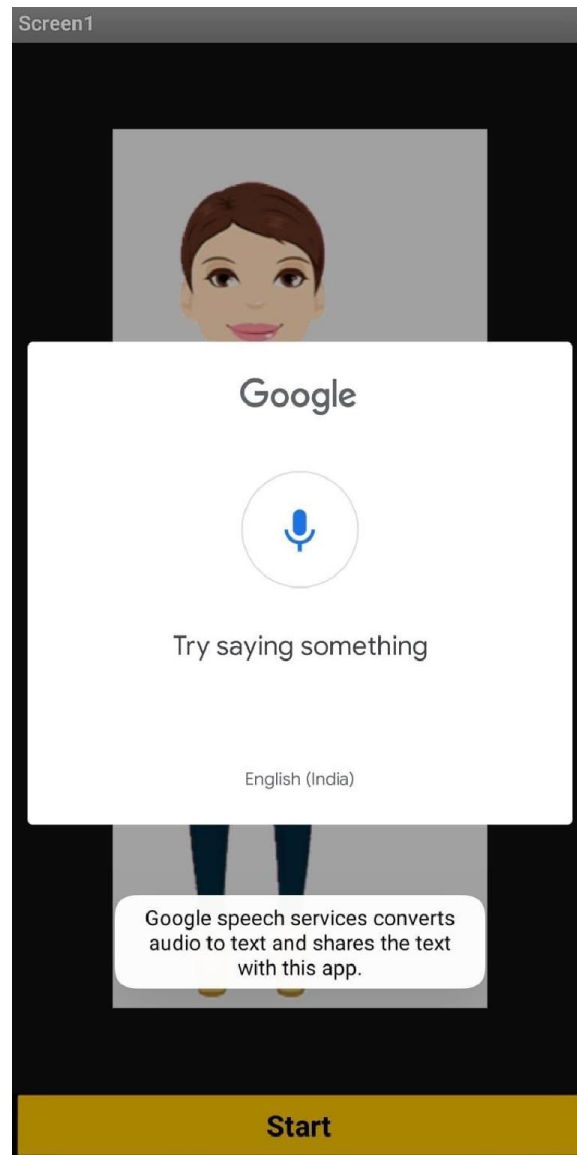 Screen1
Google
Try saying something
English (India)
Google speech services converts
audio to text and shares the text
with this app.
Start